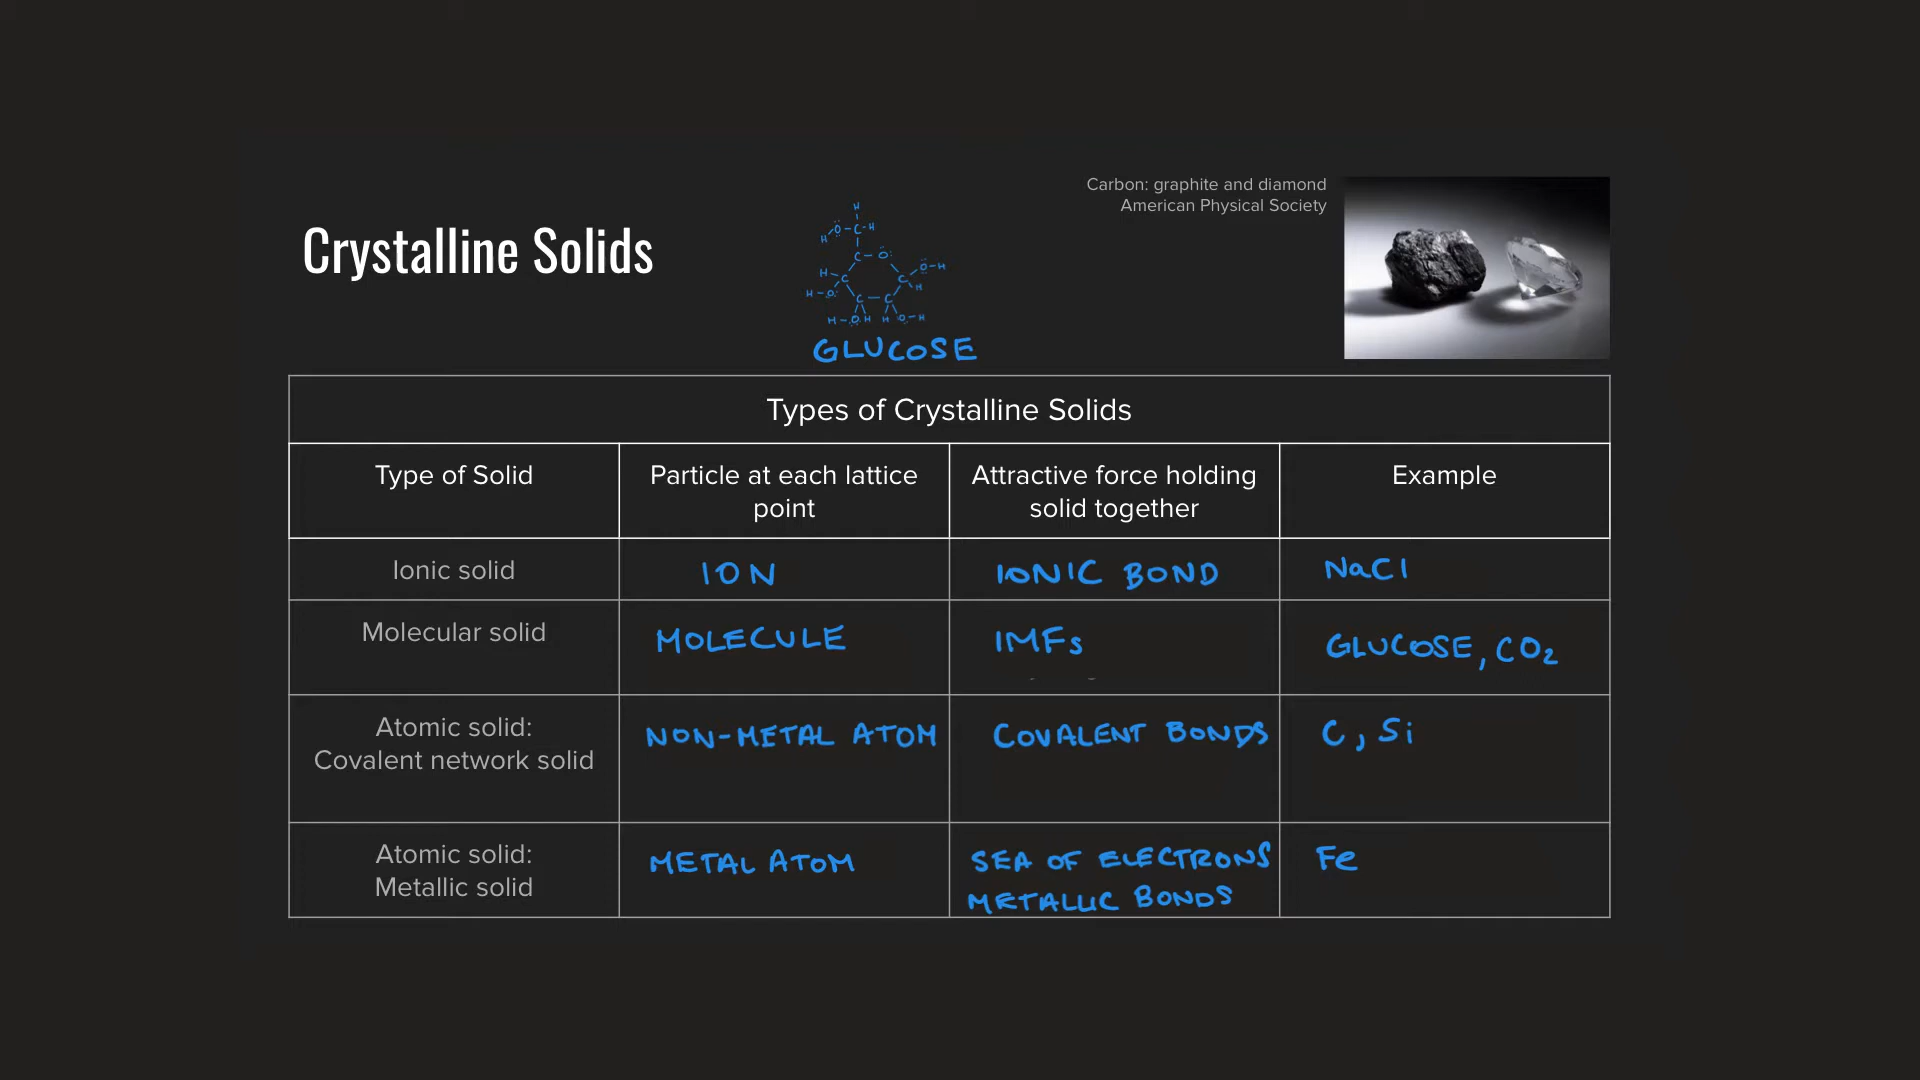 Carbon: graphite and diamond
American Physical Society
Crystalline Solids
H
H O C H
C O
H C C O H
H O H
C C
H O H H O H
GLUCOSE
Types of Crystalline Solids
Type of Solid
Particle at each lattice
point
Attractive force holding
solid together
Example
Ionic solid
ION
IONIC BOND
NaCl
Molecular solid
MOLECULE
IMFs
GLUCOSE, CO₂
Atomic solid:
Covalent network solid
NON-METAL ATOM
COVALENT BONDS
C, Si
Atomic solid:
Metallic solid
METAL ATOM
SEA OF ELECTRONS
METALLIC BONDS
Fe